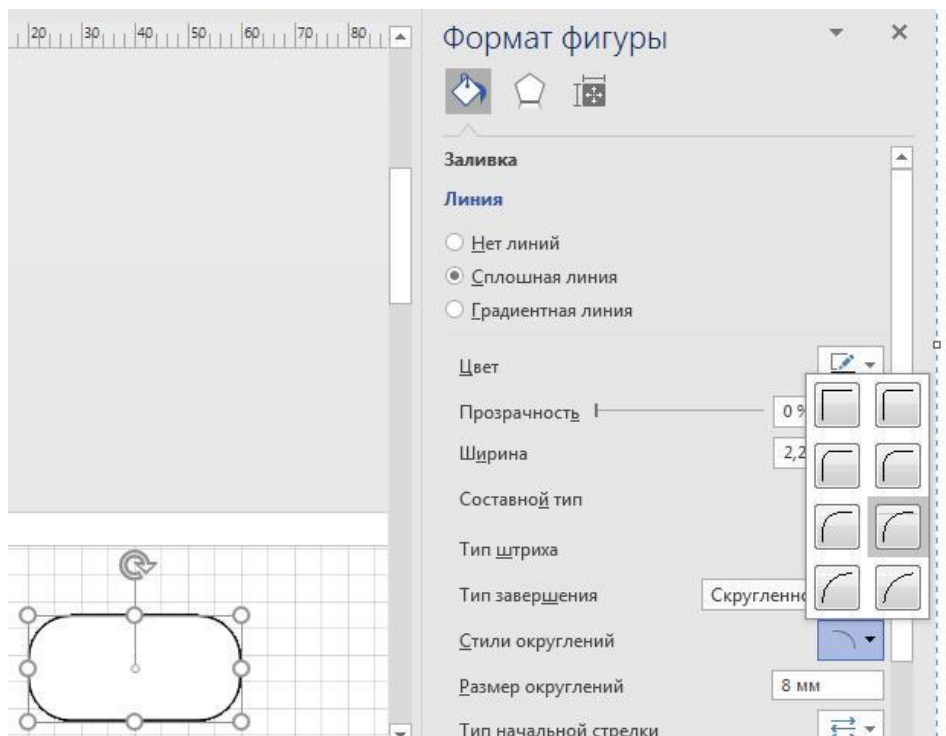 20 30 40 50 60 70 80
Формат фигуры
Заливка
Линия
Нет линий
Сплошная линия
Градиентная линия
Цвет
Прозрачность 0 %
Ширина 2,2
Составной тип
Тип штриха
Тип завершения Скругленно
Стили округлений
Размер округлений 8 мм
Тип начальной стрелки